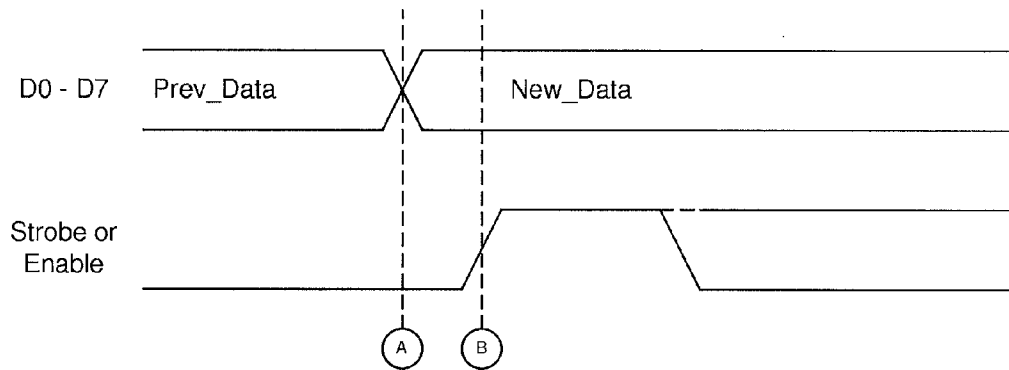 D0 - D7
Prev_Data
New_Data
Strobe or
Enable
A
B